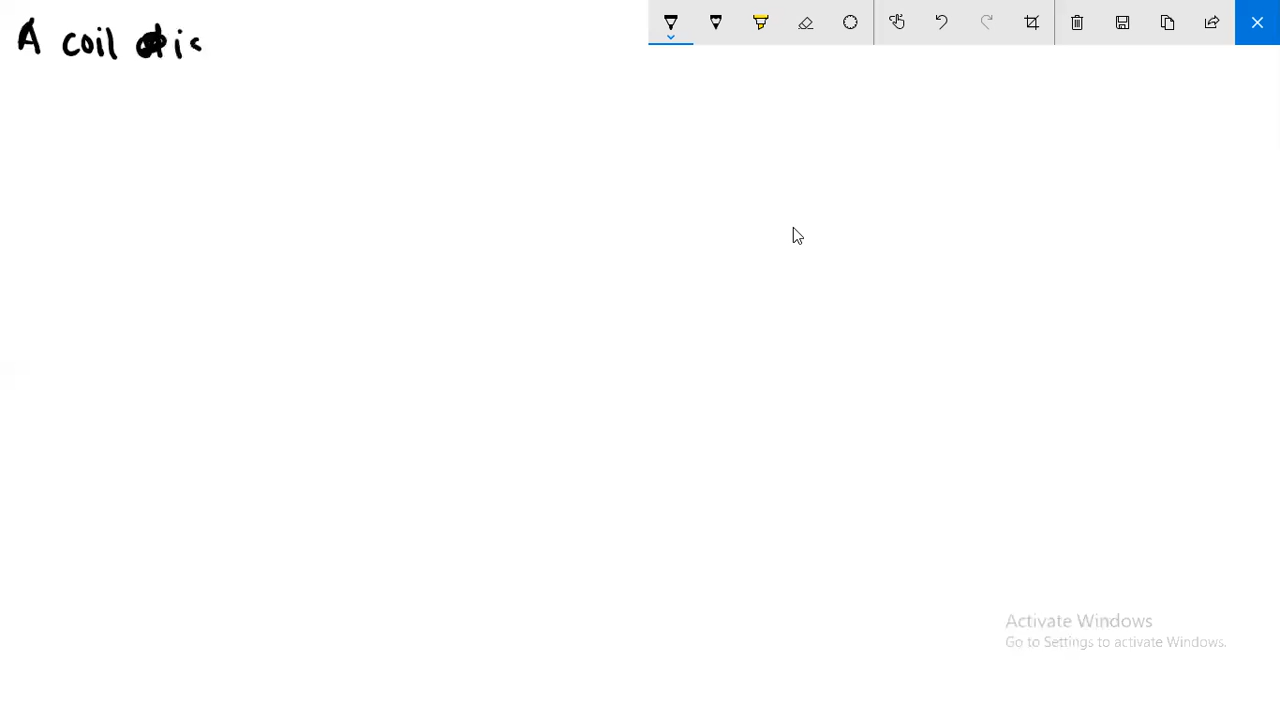 A coil is
Activate Windows
Go to Settings to activate Windows.